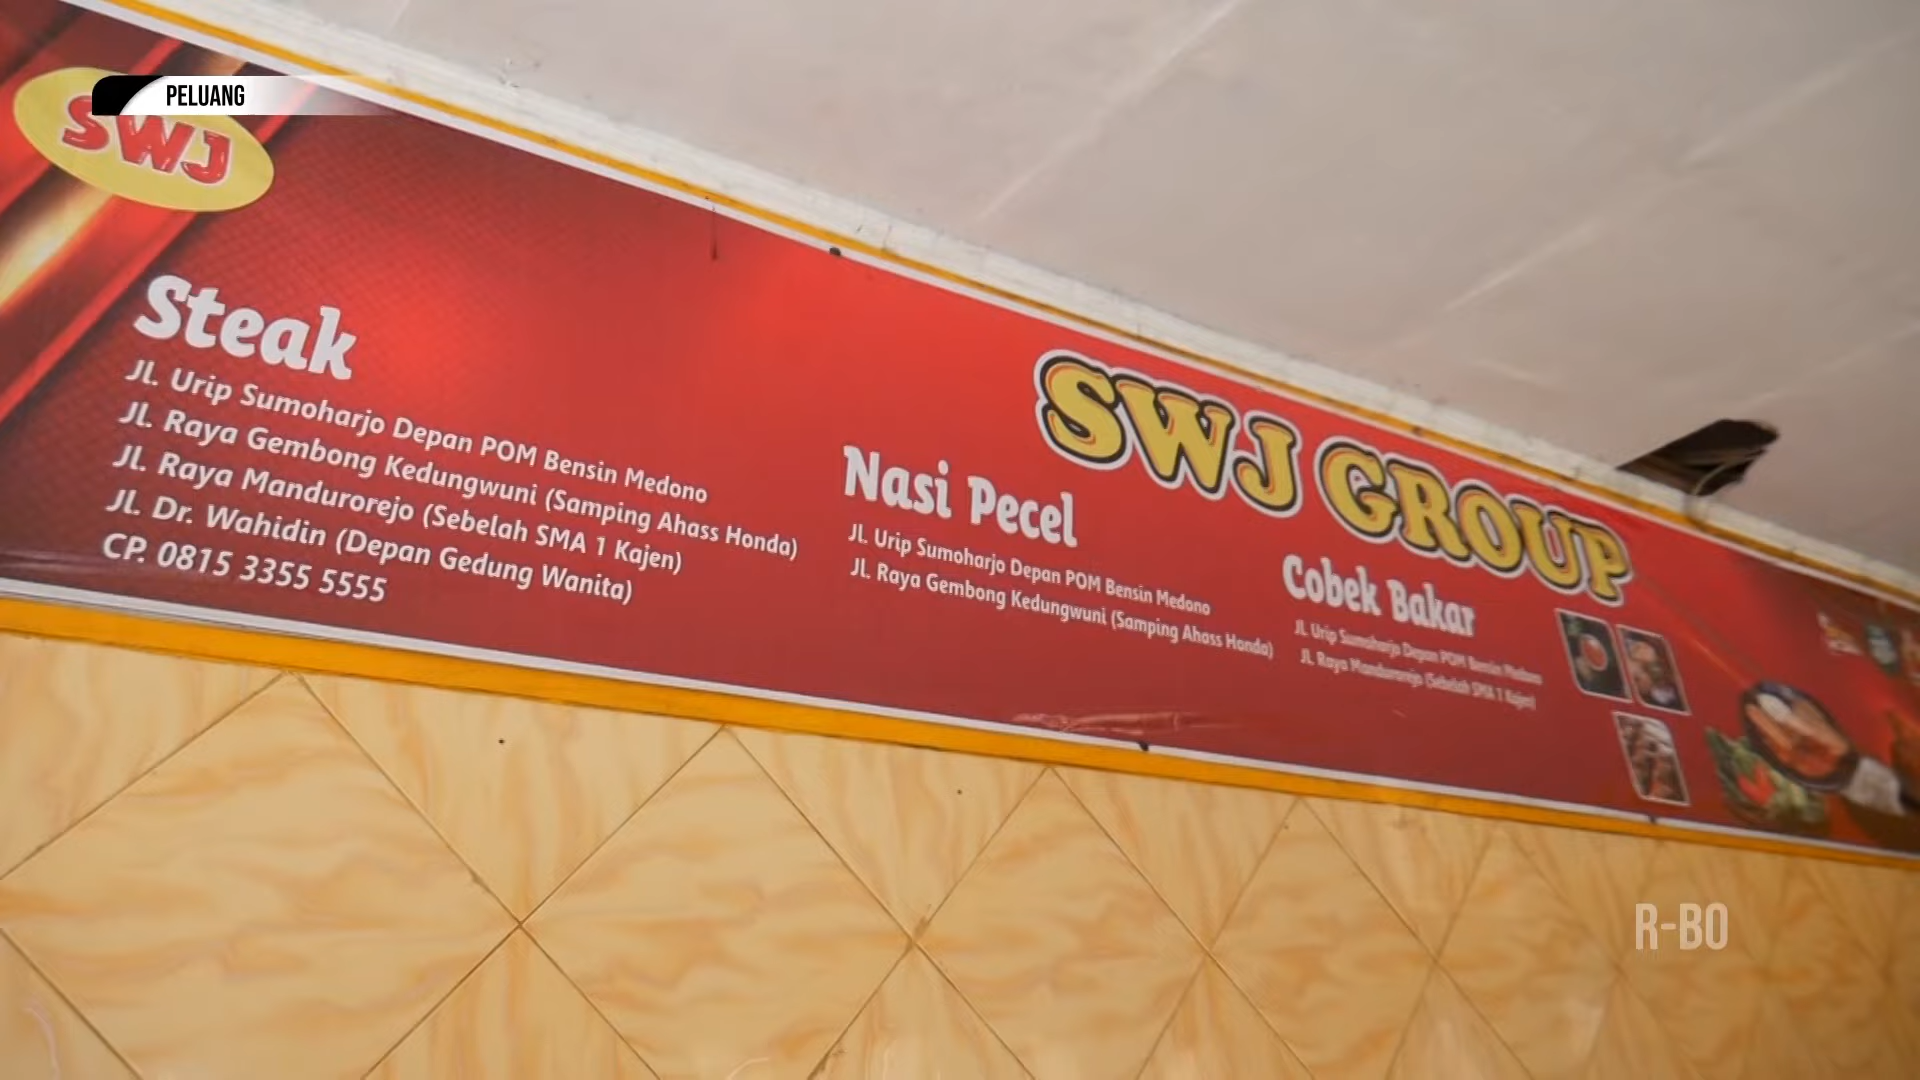 PELUANG
SWJ
Steak
Jl. Urip Sumoharjo Depan POM Bensin Medono
Jl. Raya Gembong Kedungwuni (Samping Ahass Honda)
Jl. Raya Mandurorejo (Sebelah SMA 1 Kajen)
Jl. Dr. Wahidin (Depan Gedung Wanita)
CP. 0815 3355 5555
SWJ GROUP
Nasi Pecel
Jl. Urip Sumoharjo Depan POM Bensin Medono
Jl. Raya Gembong Kedungwuni (Samping Ahass Honda)
Cobek Bakar
Jl. Urip Sumoharjo Depan POM Bensin Medono
Jl. Raya Mandurorejo (Sebelah SMA 1 Kajen)
R-BO